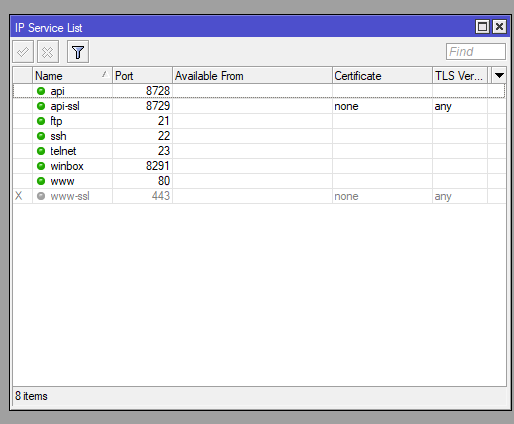 IP Service List
Find
Name / Port Available From Certificate TLS Ver...
api 8728
api-ssl 8729 none any
ftp 21
ssh 22
telnet 23
winbox 8291
www 80
X www-ssl 443 none any
8 items